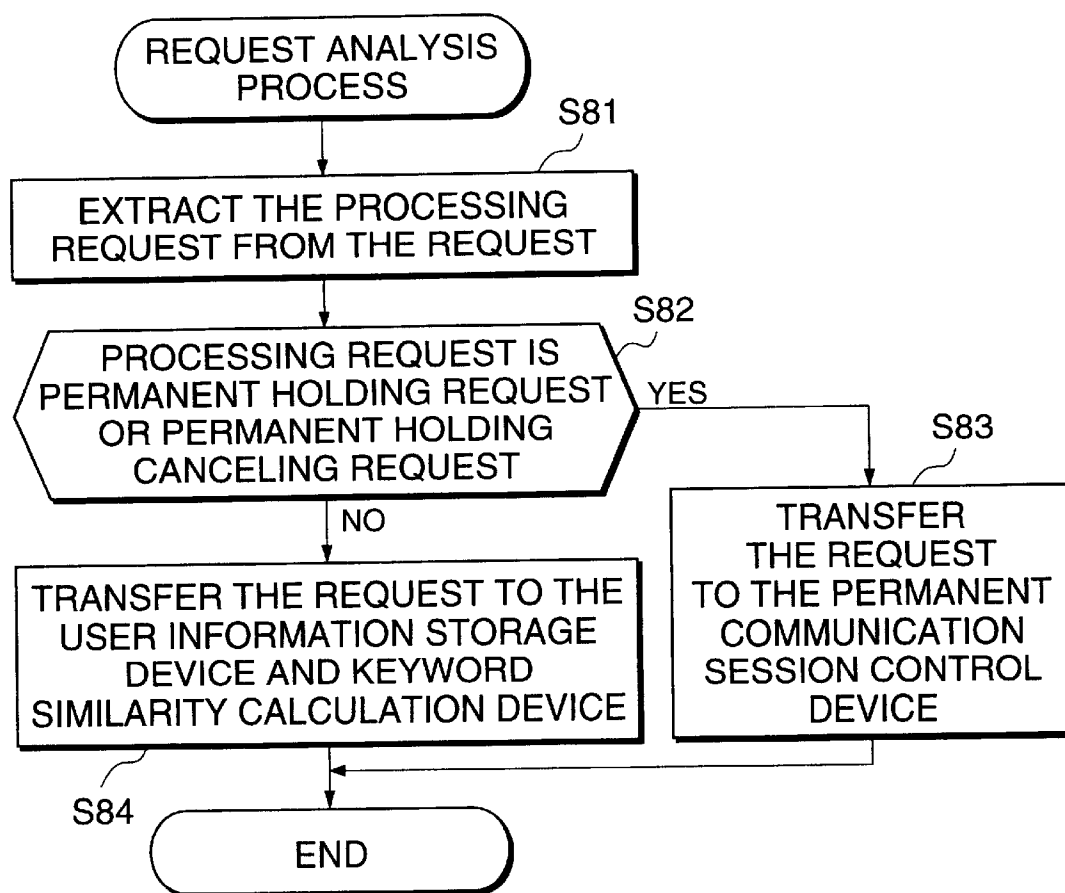 REQUEST ANALYSIS
PROCESS
S81
EXTRACT THE PROCESSING
REQUEST FROM THE REQUEST
S82
PROCESSING REQUEST IS
PERMANENT HOLDING REQUEST
OR PERMANENT HOLDING
CANCELING REQUEST
YES
NO
S83
TRANSFER
THE REQUEST
TO THE PERMANENT
COMMUNICATION
SESSION CONTROL
DEVICE
TRANSFER THE REQUEST TO THE
USER INFORMATION STORAGE
DEVICE AND KEYWORD
SIMILARITY CALCULATION DEVICE
S84
END